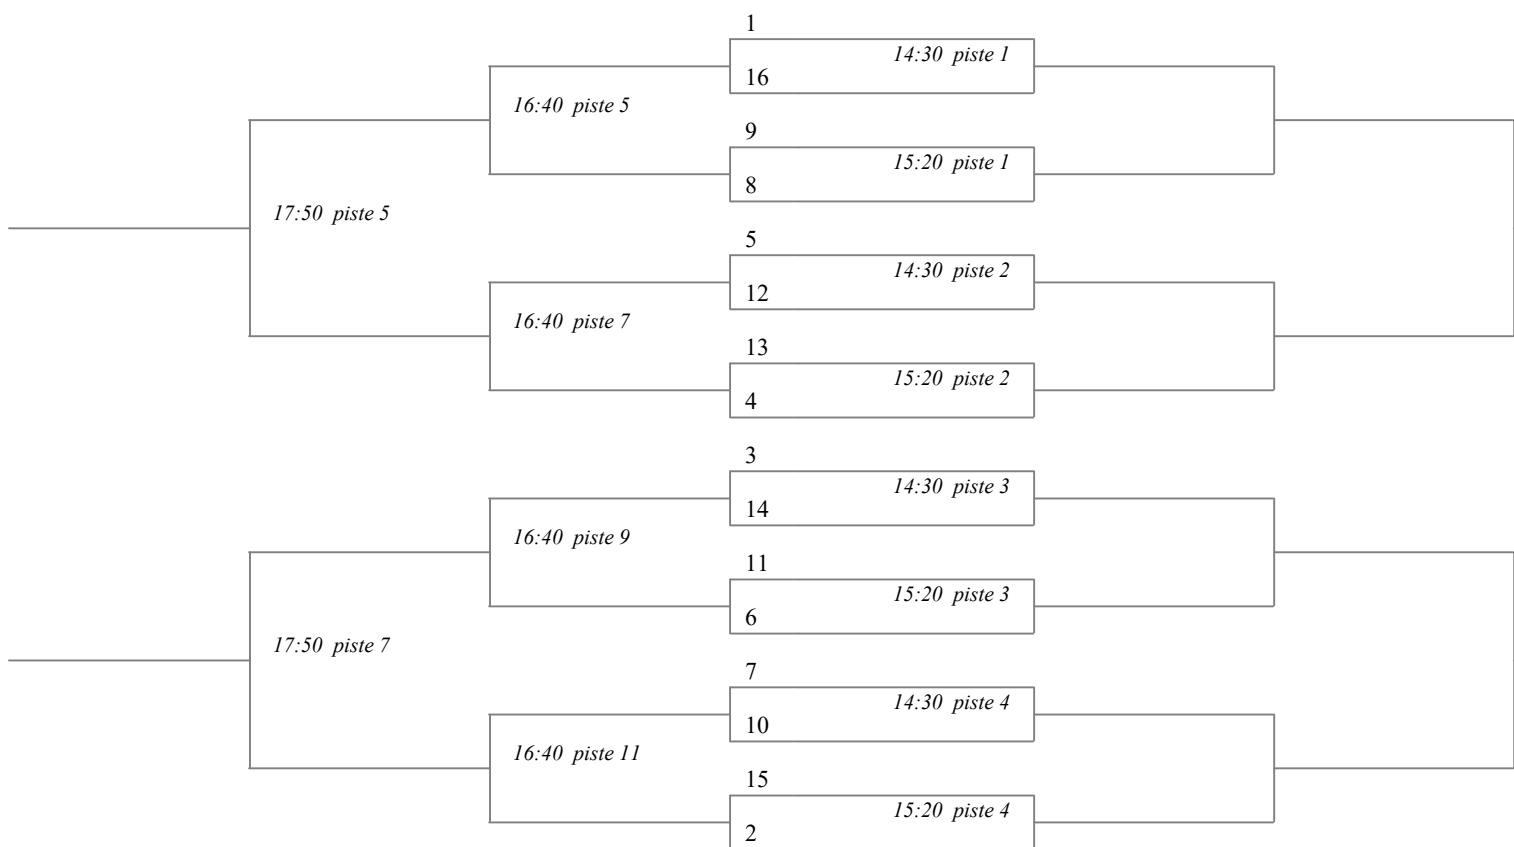 1
14:30 piste 1
16
16:40 piste 5
9
15:20 piste 1
8
17:50 piste 5
5
14:30 piste 2
12
16:40 piste 7
13
15:20 piste 2
4
3
14:30 piste 3
14
16:40 piste 9
11
15:20 piste 3
6
17:50 piste 7
7
14:30 piste 4
10
16:40 piste 11
15
15:20 piste 4
2